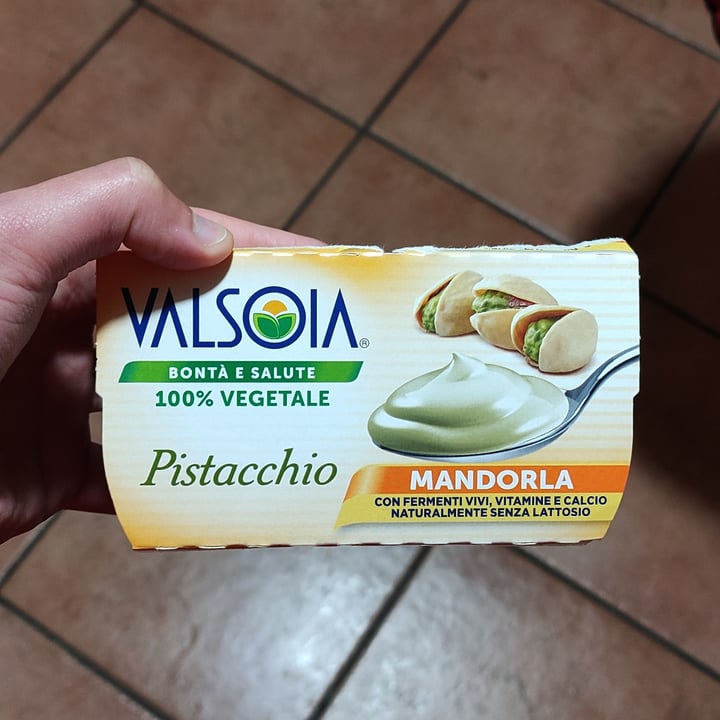 VALSOIA®
BONTÀ E SALUTE
100% VEGETALE
Pistacchio
MANDORLA
CON FERMENTI VIVI, VITAMINE E CALCIO
NATURALMENTE SENZA LATTOSIO